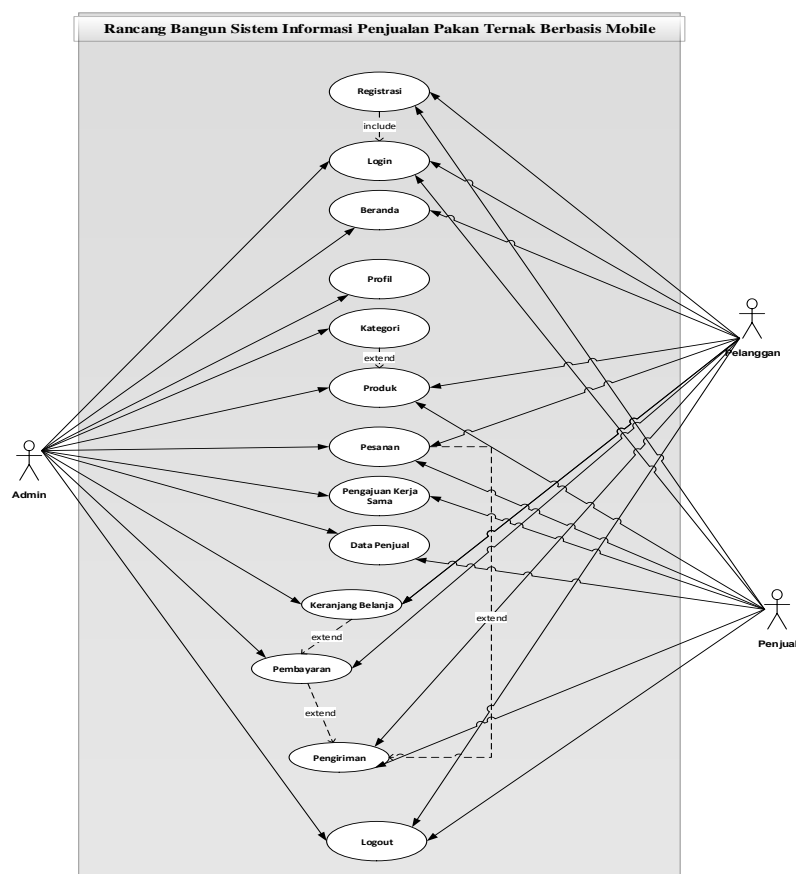 Rancang Bangun Sistem Informasi Penjualan Pakan Ternak Berbasis Mobile
Registrasi
include
Login
Beranda
Profil
Kategori
extend
Produk
Pesanan
Pengajuan Kerja
Sama
Data Penjual
Keranjang Belanja
extend
extend
Pembayaran
extend
Pengiriman
Logout
Admin
Pelanggan
Penjual